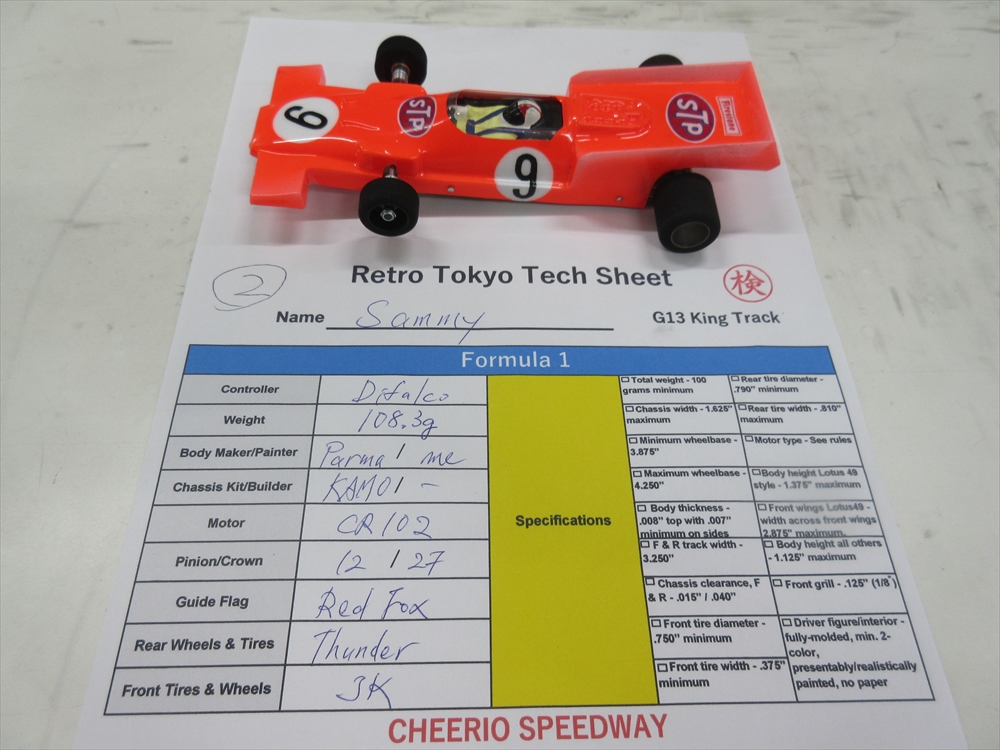 9
STP
9
STP
Firestone
2
Retro Tokyo Tech Sheet
検
Name Sammy
G13 King Track
Formula 1
Controller Difalco
Weight 108.3g
Body Maker/Painter Parma / me
Chassis Kit/Builder KAMO / -
Motor CR102
Pinion/Crown 12 / 27
Guide Flag Red Fox
Rear Wheels & Tires Thunder
Front Tires & Wheels JK
Specifications
Total weight - 100
grams minimum
Rear tire diameter -
.790" minimum
Chassis width - 1.625"
maximum
Rear tire width - .810"
maximum
Minimum wheelbase -
3.875"
Motor type - See rules
Maximum wheelbase -
4.250"
Body height Lotus 49
style - 1.375" maximum
Body thickness -
.008" top with .007"
minimum on sides
Front wings Lotus49 -
width across front wings
2.875" maximum.
F & R track width -
3.250"
Body height all others
- 1.125" maximum
Chassis clearance, F
& R - .015" / .040"
Front grill - .125" (1/8")
Front tire diameter -
.750" minimum
Driver figure/interior -
fully-molded, min. 2-
color,
presentably/realistically
painted, no paper
Front tire width - .375"
minimum
CHEERIO SPEEDWAY